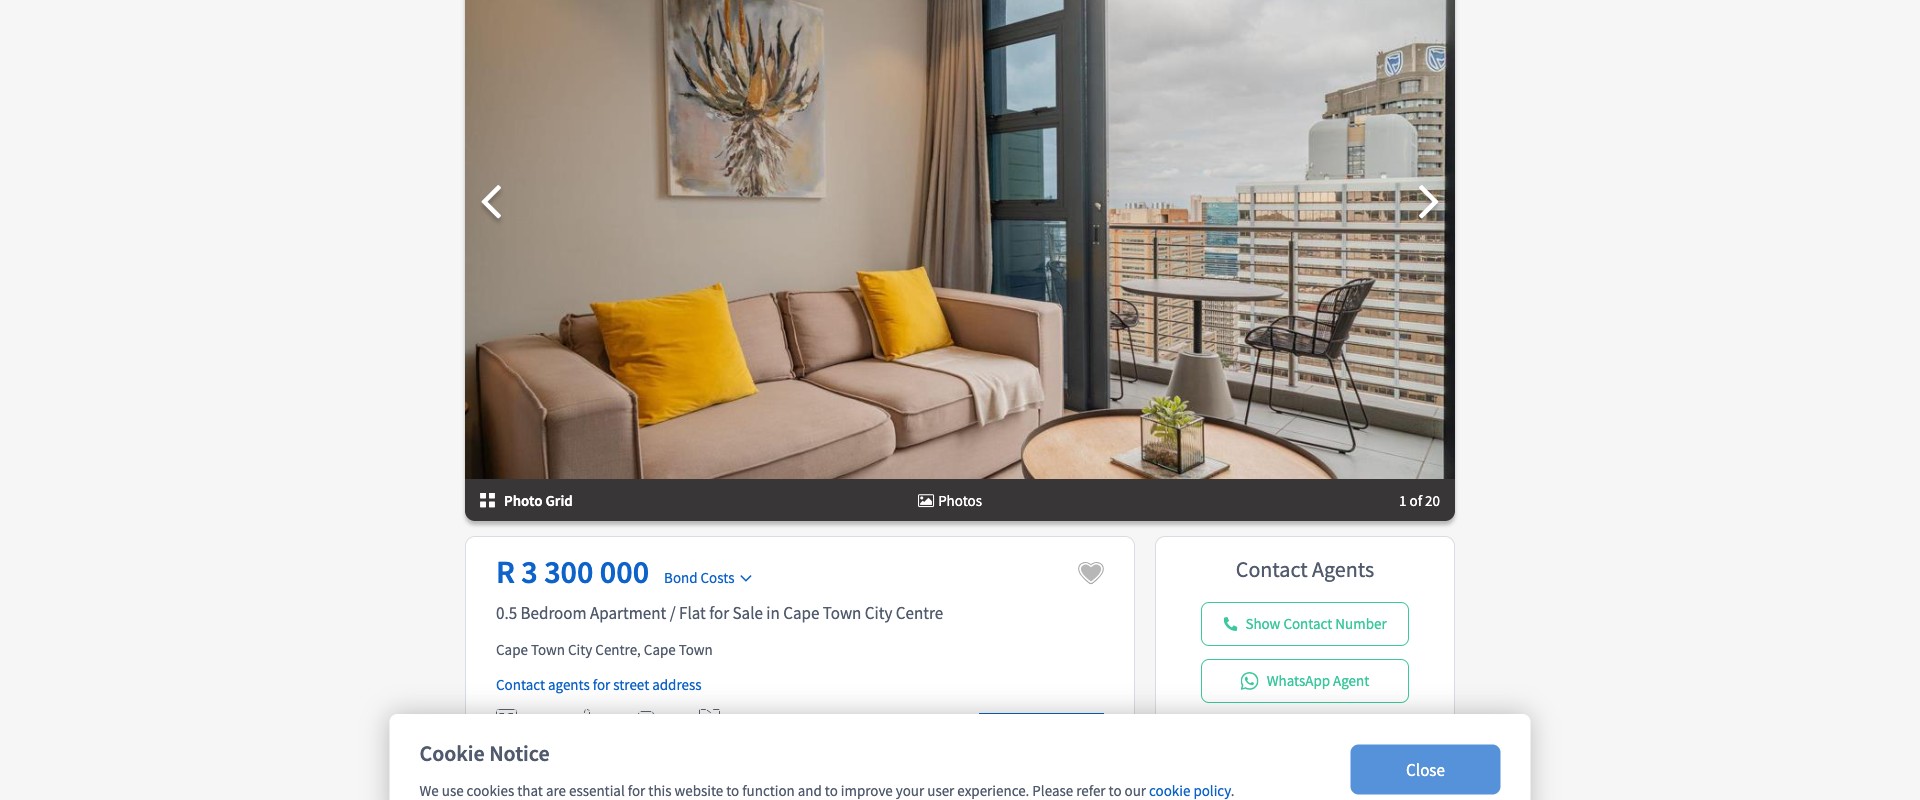 Photo Grid
Photos
1 of 20
R 3 300 000
Bond Costs
0.5 Bedroom Apartment / Flat for Sale in Cape Town City Centre
Cape Town City Centre, Cape Town
Contact agents for street address
Contact Agents
Show Contact Number
WhatsApp Agent
Cookie Notice
We use cookies that are essential for this website to function and to improve your user experience. Please refer to our cookie policy.
Close